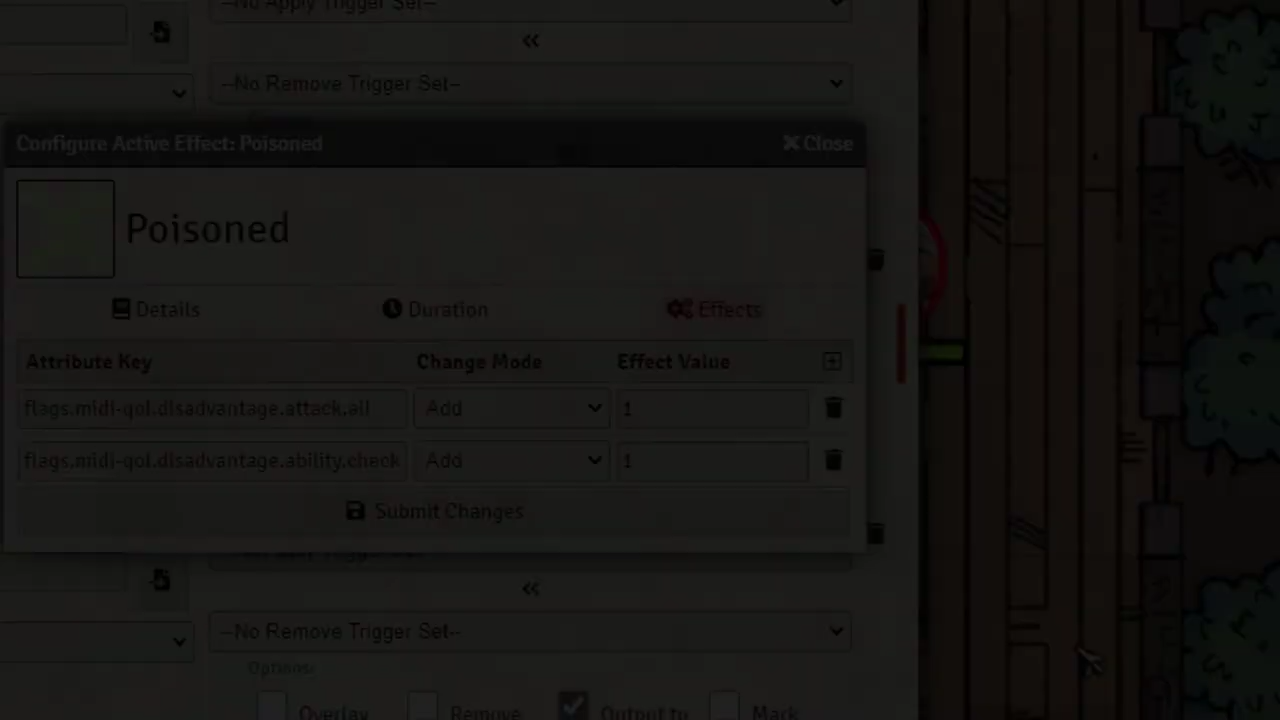 --No Apply Trigger Set--
--No Remove Trigger Set--
Configure Active Effect: Poisoned
Close
Poisoned
Details Duration Effects
Attribute Key Change Mode Effect Value
flags.midi-qol.disadvantage.attack.all Add 1
flags.midi-qol.disadvantage.ability.check Add 1
Submit Changes
--No Remove Trigger Set--
Options:
Overlay Remove Output to Mark